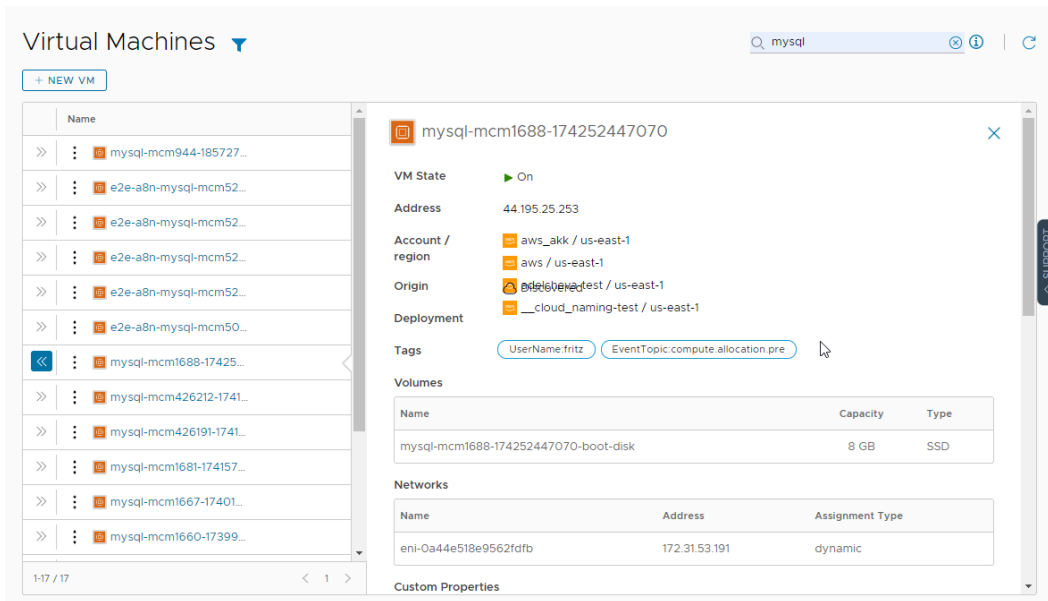 Virtual Machines
mysql
+ NEW VM
Name
mysql-mcm944-185727...
e2e-a8n-mysql-mcm52...
e2e-a8n-mysql-mcm52...
e2e-a8n-mysql-mcm52...
e2e-a8n-mysql-mcm52...
e2e-a8n-mysql-mcm50...
mysql-mcm1688-17425...
mysql-mcm426212-1741...
mysql-mcm426191-1741...
mysql-mcm1681-174157...
mysql-mcm1667-17401...
mysql-mcm1660-17399...
1-17 / 17
1
mysql-mcm1688-174252447070
VM State On
Address 44.195.25.253
Account / region
aws_akk / us-east-1
aws / us-east-1
test / us-east-1
__cloud_naming-test / us-east-1
Origin Discovered
Deployment
Tags UserName:fritz EventTopic:compute.allocation.pre
Volumes
Name Capacity Type
mysql-mcm1688-174252447070-boot-disk 8 GB SSD
Networks
Name Address Assignment Type
eni-0a44e518e9562fdfb 172.31.53.191 dynamic
Custom Properties
SUPPORT